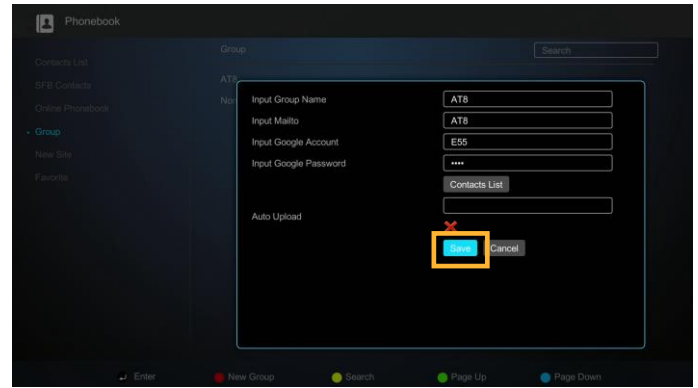 Phonebook
Group
Search
Contacts List
SFB Contacts
Online Phonebook
Group
New Site
Favorite
AT8
Input Group Name
AT8
Input Mailto
AT8
Input Google Account
E55
Input Google Password
••••
Contacts List
Auto Upload
Save
Cancel
Enter
New Group
Search
Page Up
Page Down